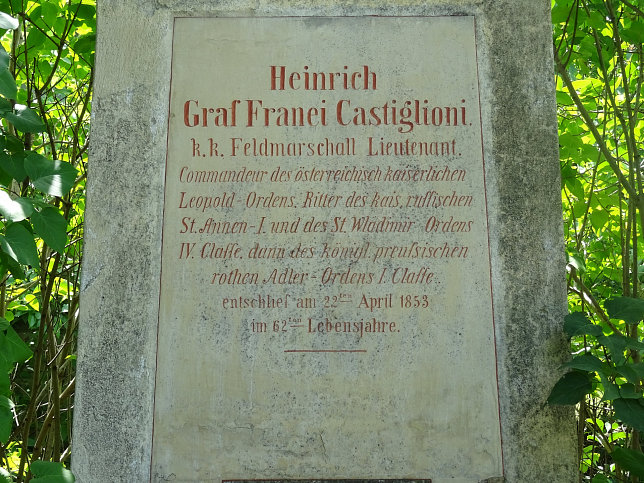 Heinrich
Graf Franei Castiglioni.
k.k. Feldmarschall Lieutenant.
Commandeur des österreichisch kaiserlichen
Leopold-Ordens, Ritter des kais. ruſſischen
St. Annen-I. und des St. Wladimir-Ordens
IV. Claſſe, dann des königl. preuſsischen
rothen Adler-Ordens I. Claſſe.
entschlief am 22ten April 1853
im 62ten Lebensjahre.